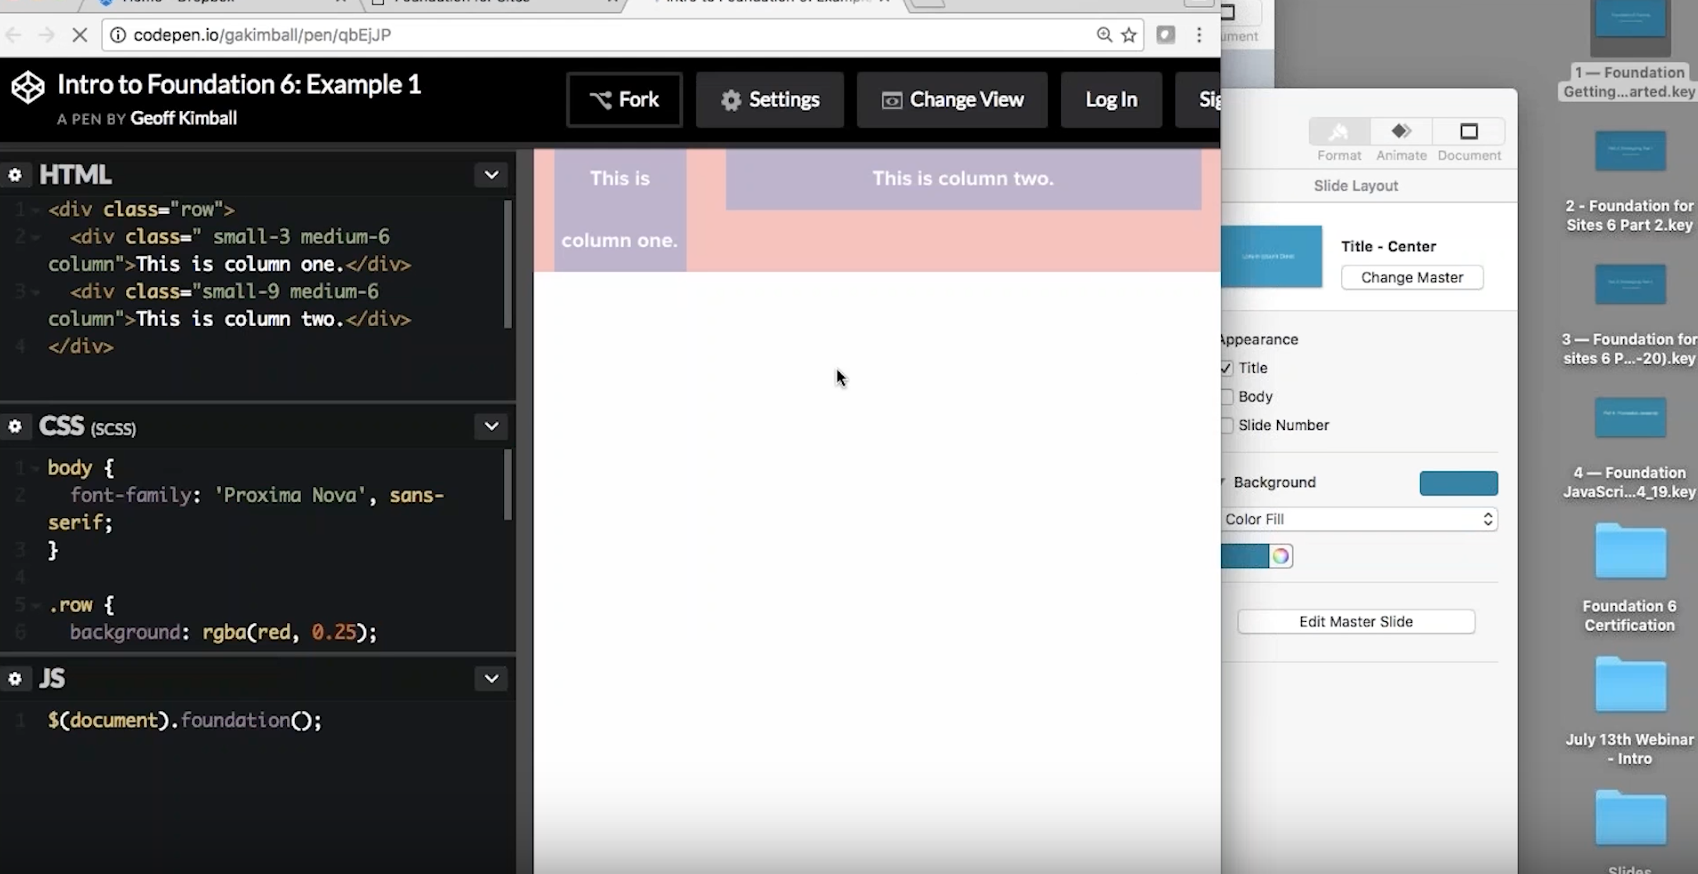 codepen.io/gakimball/pen/qbEjJP
Intro to Foundation 6: Example 1
A PEN BY Geoff Kimball
Fork
Settings
Change View
Log In
HTML
1 <div class="row">
2 <div class=" small-3 medium-6
column">This is column one.</div>
3 <div class="small-9 medium-6
column">This is column two.</div>
4 </div>
CSS (SCSS)
1 body {
2 font-family: 'Proxima Nova', sans-
serif;
3 }
4
5 .row {
6 background: rgba(red, 0.25);
JS
1 $(document).foundation();
This is
column one.
This is column two.
Format
Animate
Document
Slide Layout
Title - Center
Change Master
Appearance
Title
Body
Slide Number
Background
Color Fill
Edit Master Slide
1 — Foundation
Getting...arted.key
2 - Foundation for
Sites 6 Part 2.key
3 — Foundation for
sites 6 P...-20).key
4 — Foundation
JavaScri...4_19.key
Foundation 6
Certification
July 13th Webinar
- Intro
Slides